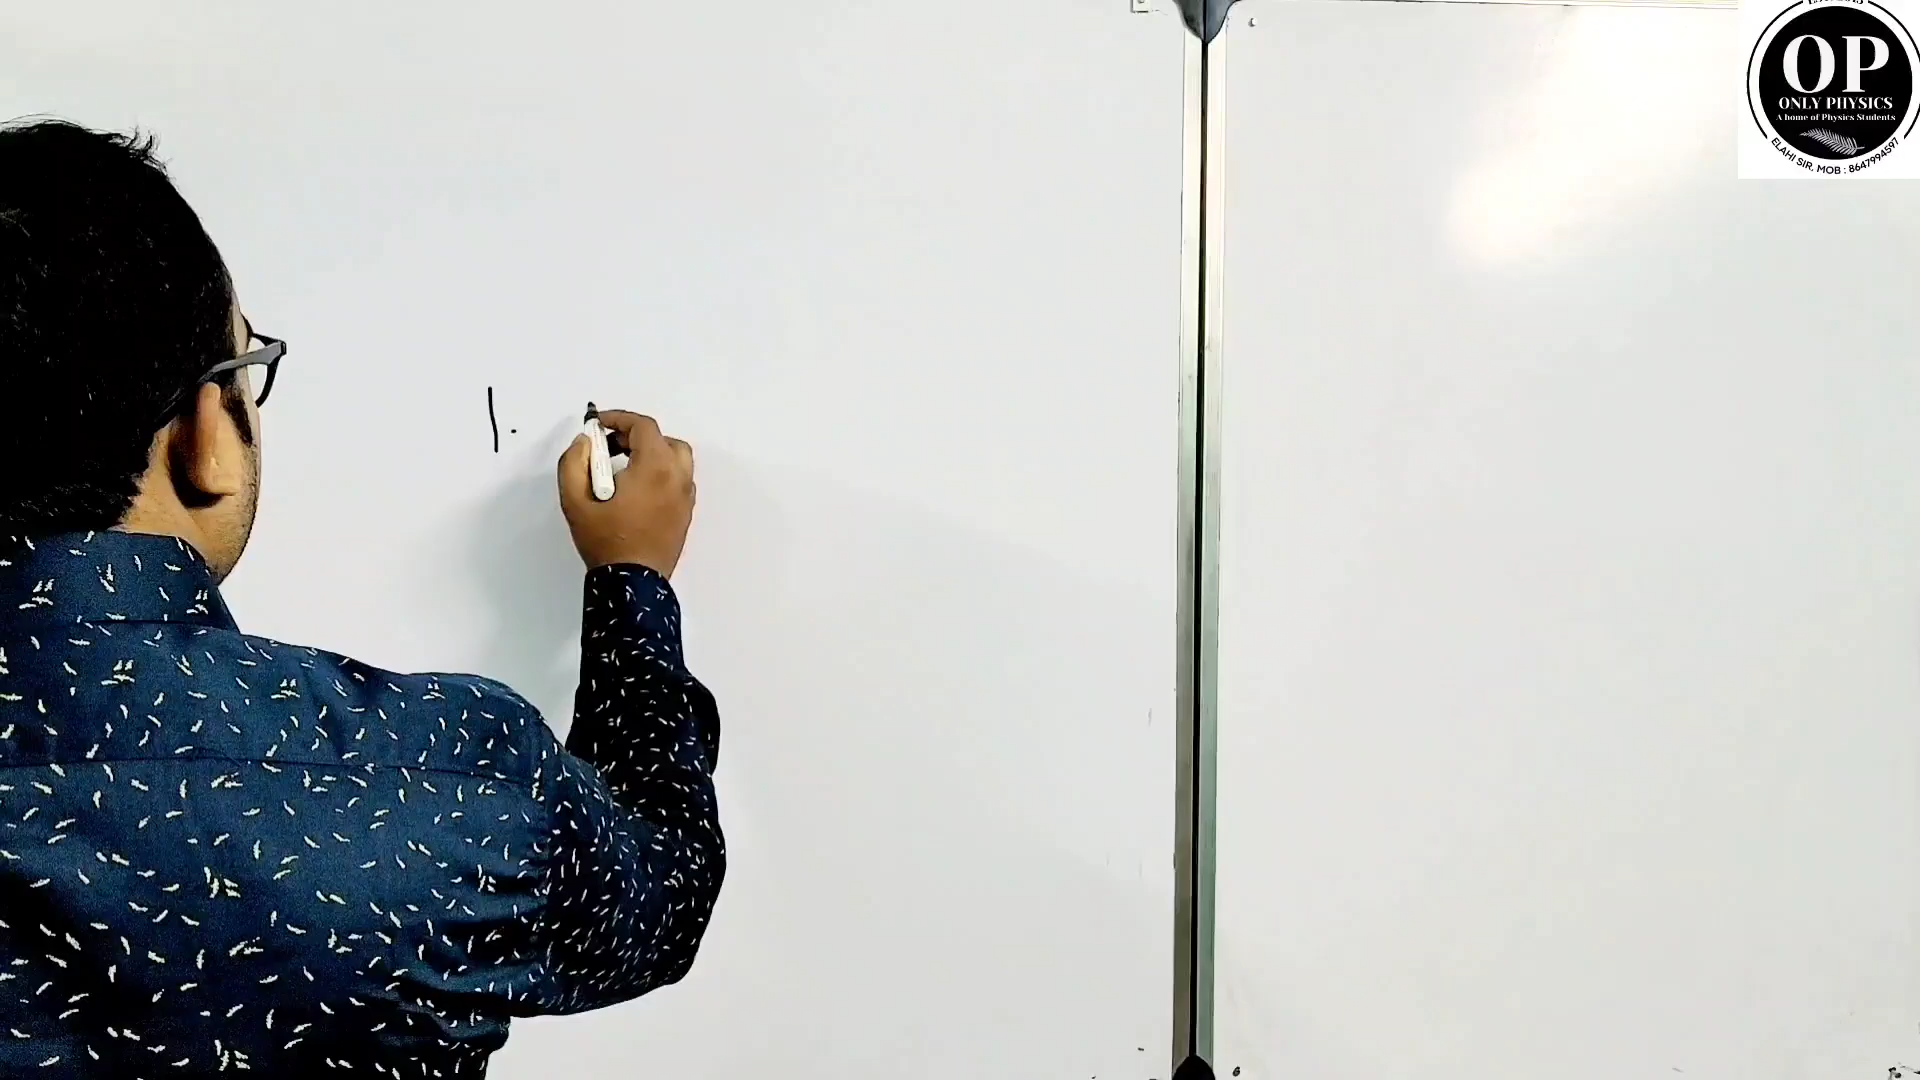 OP
ONLY PHYSICS
A home of Physics Students
ELAHI SIR, MOB : 8647994597
1.